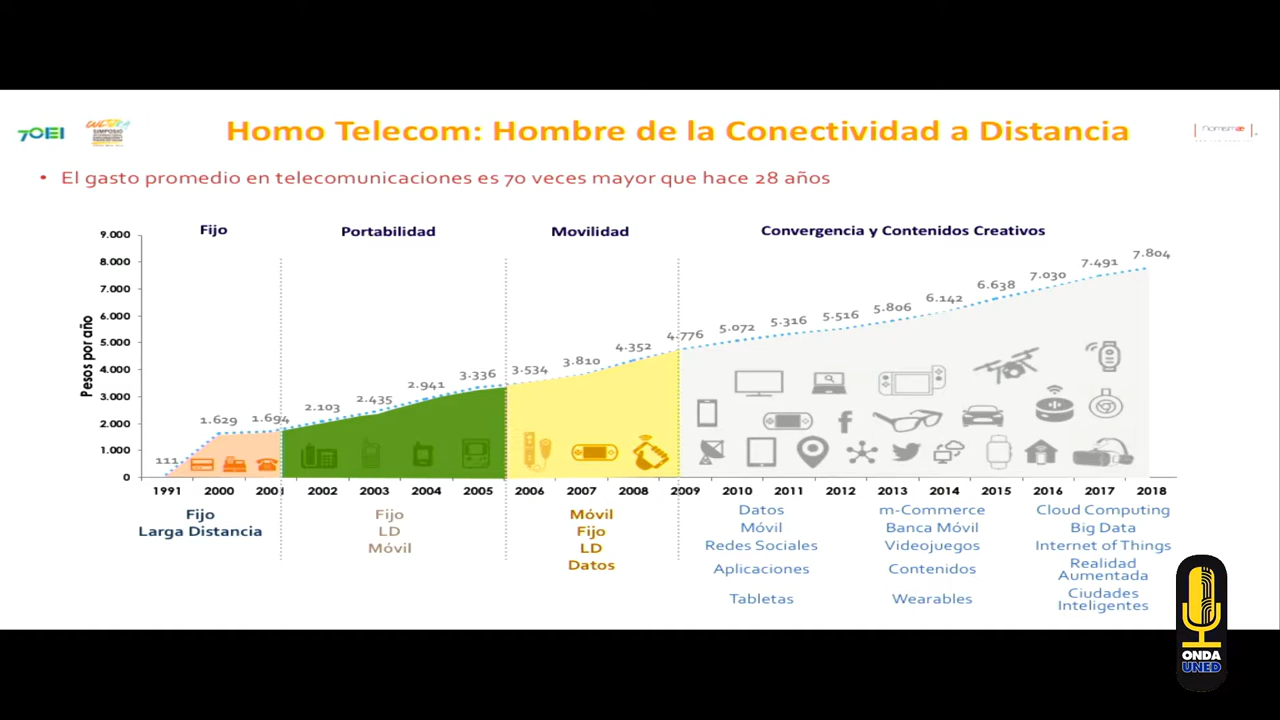 7OEI
CULTURA
SIMPOSIO
Homo Telecom: Hombre de la Conectividad a Distancia
nomismæ
• El gasto promedio en telecomunicaciones es 70 veces mayor que hace 28 años
Fijo
Portabilidad
Movilidad
Convergencia y Contenidos Creativos
Pesos por año
9.000
8.000
7.000
6.000
5.000
4.000
3.000
2.000
1.000
0
111
1.629
1.694
2.103
2.435
2.941
3.336
3.534
3.810
4.352
4.776
5.072
5.316
5.516
5.806
6.142
6.638
7.030
7.491
7.804
1991 2000 2001 2002 2003 2004 2005 2006 2007 2008 2009 2010 2011 2012 2013 2014 2015 2016 2017 2018
Fijo
Larga Distancia
Fijo
LD
Móvil
Móvil
Fijo
LD
Datos
Datos
Móvil
Redes Sociales
Aplicaciones
Tabletas
m-Commerce
Banca Móvil
Videojuegos
Contenidos
Wearables
Cloud Computing
Big Data
Internet of Things
Realidad
Aumentada
Ciudades
Inteligentes
ONDA
UNED